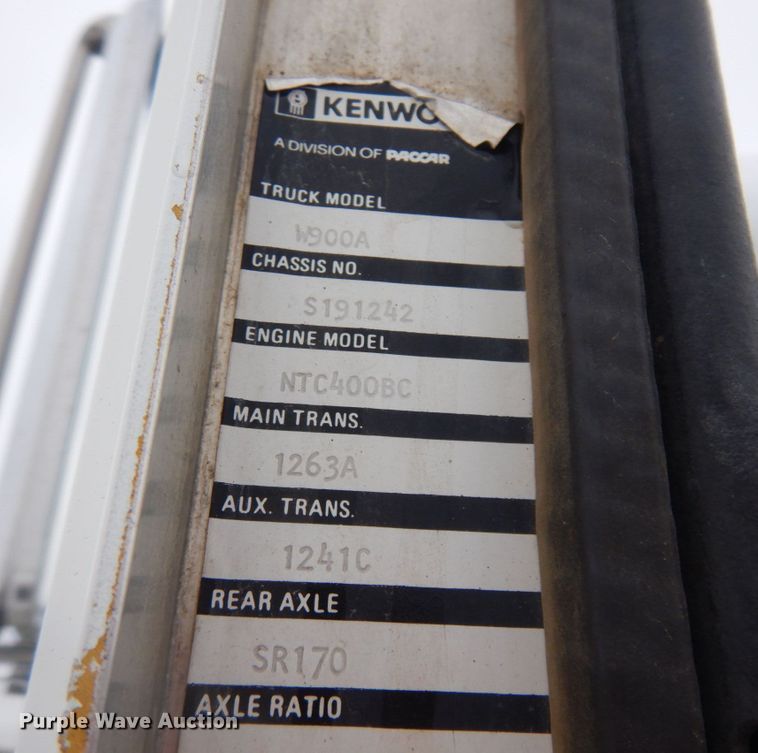 KENWO
A DIVISION OF PACCAR
TRUCK MODEL
W900A
CHASSIS NO.
S191242
ENGINE MODEL
NTC400BC
MAIN TRANS.
1263A
AUX. TRANS.
1241C
REAR AXLE
SR170
AXLE RATIO
Purple Wave Auction